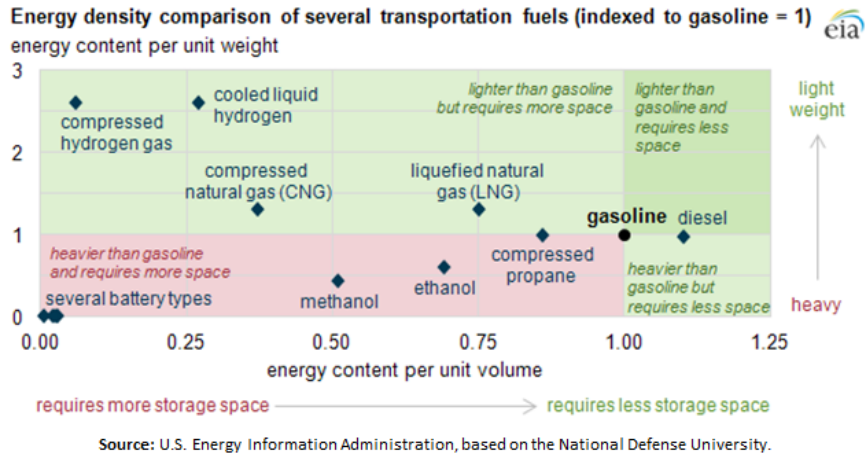 Energy density comparison of several transportation fuels (indexed to gasoline = 1)
eia
energy content per unit weight
3
2
1
0
cooled liquid
hydrogen
compressed
hydrogen gas
lighter than gasoline
but requires more space
lighter than
gasoline and
requires less
space
compressed
natural gas (CNG)
liquefied natural
gas (LNG)
gasoline
diesel
heavier than gasoline
and requires more space
several battery types
methanol
ethanol
compressed
propane
heavier than
gasoline but
requires less space
light
weight
heavy
0.00
0.25
0.50
0.75
1.00
1.25
energy content per unit volume
requires more storage space
requires less storage space
Source: U.S. Energy Information Administration, based on the National Defense University.